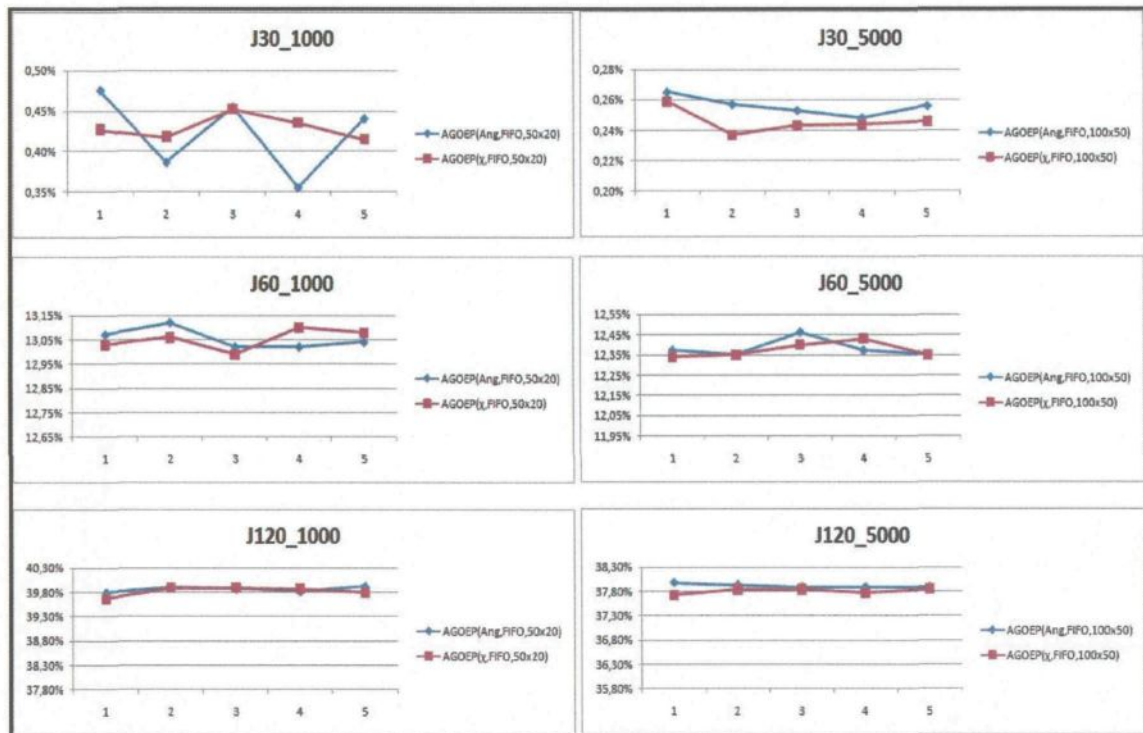 J30_1000
0,50%
0,45%
0,40%
0,35%
1 2 3 4 5
AGOEP(Ang,FIFO,50x20)
AGOEP(χ,FIFO,50x20)
J30_5000
0,28%
0,26%
0,24%
0,22%
0,20%
1 2 3 4 5
AGOEP(Ang,FIFO,100x50)
AGOEP(χ,FIFO,100x50)
J60_1000
13,15%
13,05%
12,95%
12,85%
12,75%
12,65%
1 2 3 4 5
AGOEP(Ang,FIFO,50x20)
AGOEP(χ,FIFO,50x20)
J60_5000
12,55%
12,45%
12,35%
12,25%
12,15%
12,05%
11,95%
1 2 3 4 5
AGOEP(Ang,FIFO,100x50)
AGOEP(χ,FIFO,100x50)
J120_1000
40,30%
39,80%
39,30%
38,80%
38,30%
37,80%
1 2 3 4 5
AGOEP(Ang,FIFO,50x20)
AGOEP(χ,FIFO,50x20)
J120_5000
38,30%
37,80%
37,30%
36,80%
36,30%
35,80%
1 2 3 4 5
AGOEP(Ang,FIFO,100x50)
AGOEP(χ,FIFO,100x50)